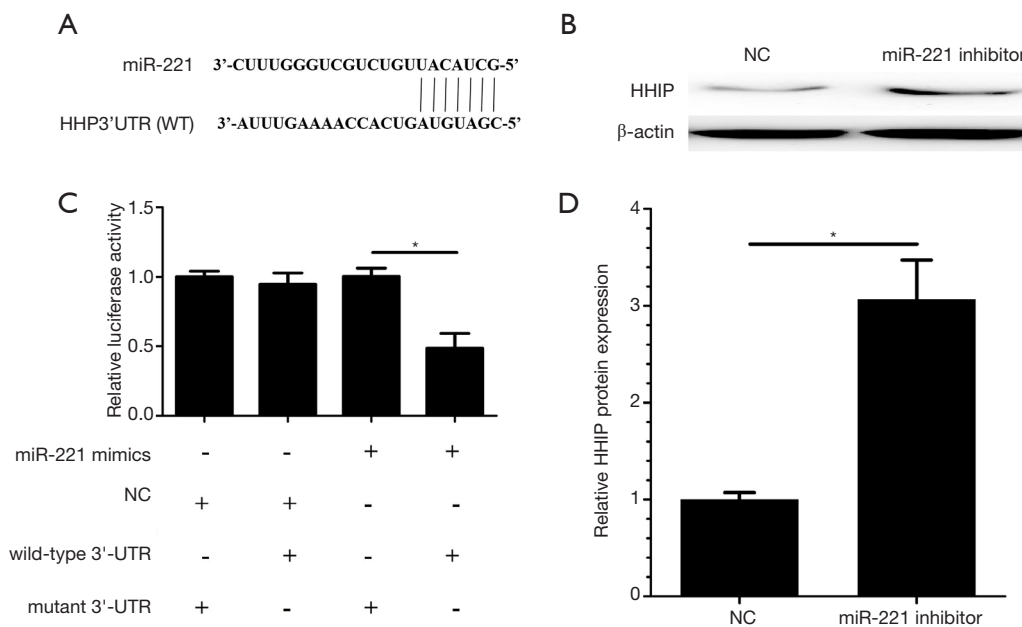 A
miR-221 3'-CUUUGGGUCGUCUGUUACAUCG-5'
HHP3'UTR (WT) 3'-AUUUGAAAACCACUGAUGUAGC-5'
B
NC miR-221 inhibitor
HHIP
β-actin
C
Relative luciferase activity
1.5
1.0
0.5
0.0
*
miR-221 mimics - - + +
NC + + - -
wild-type 3'-UTR - + - +
mutant 3'-UTR + - + -
D
Relative HHIP protein expression
4
3
2
1
0
*
NC miR-221 inhibitor